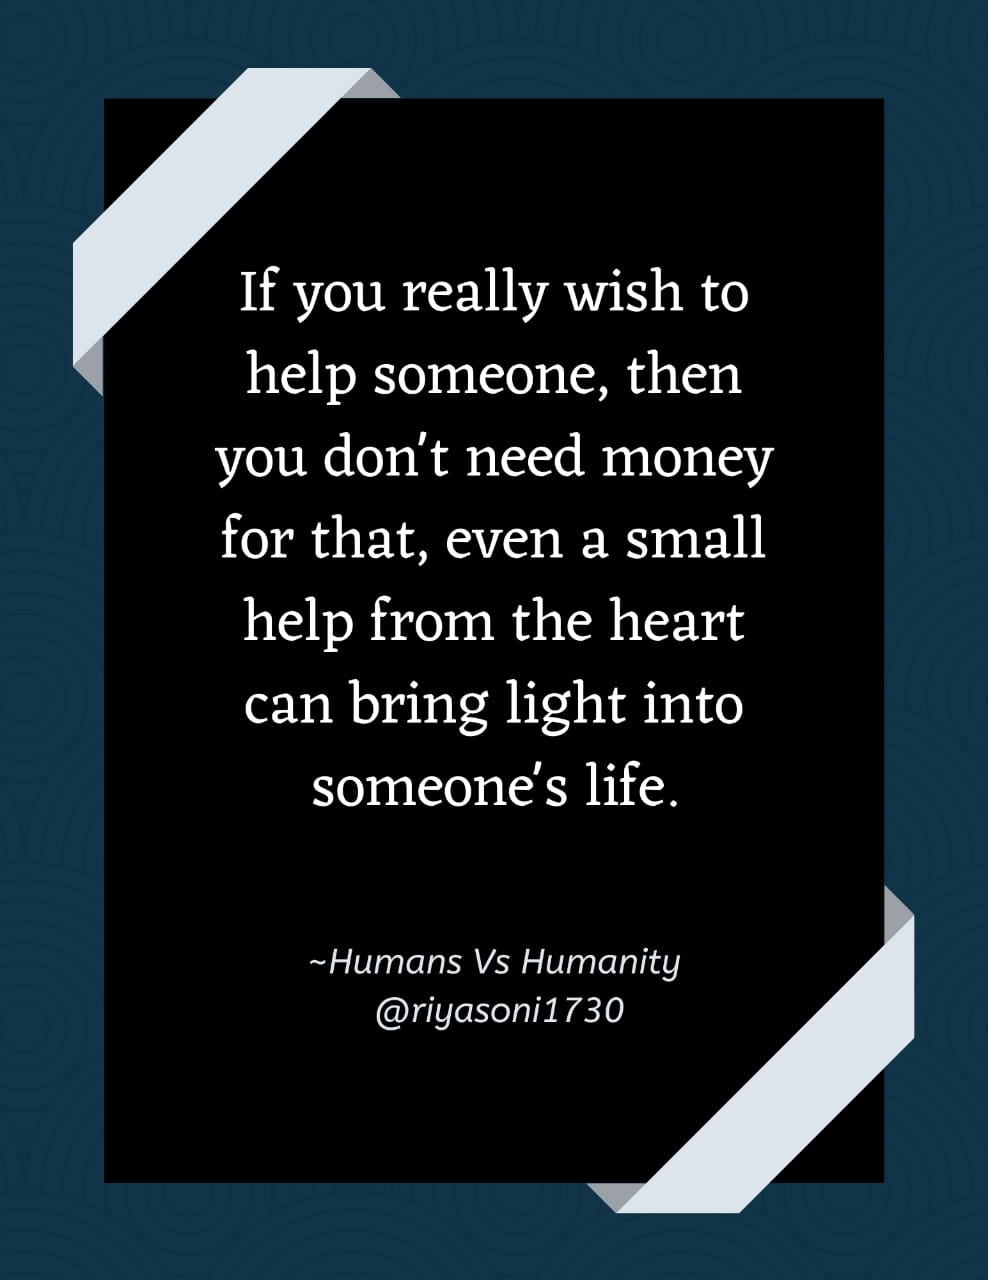 If you really wish to
help someone, then
you don't need money
for that, even a small
help from the heart
can bring light into
someone's life.
~Humans Vs Humanity
@riyasoni1730